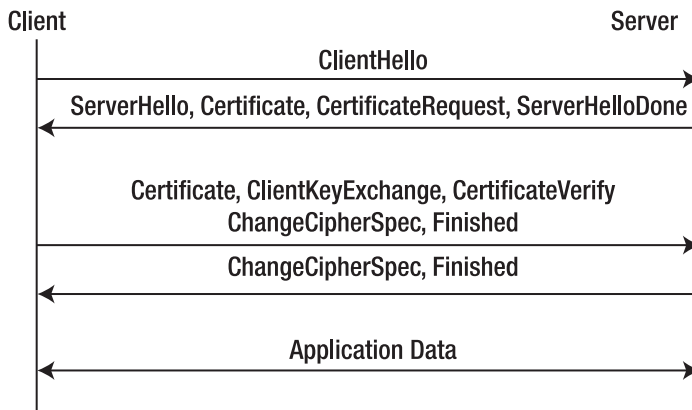 Client
Server
ClientHello
ServerHello, Certificate, CertificateRequest, ServerHelloDone
Certificate, ClientKeyExchange, CertificateVerify
ChangeCipherSpec, Finished
ChangeCipherSpec, Finished
Application Data